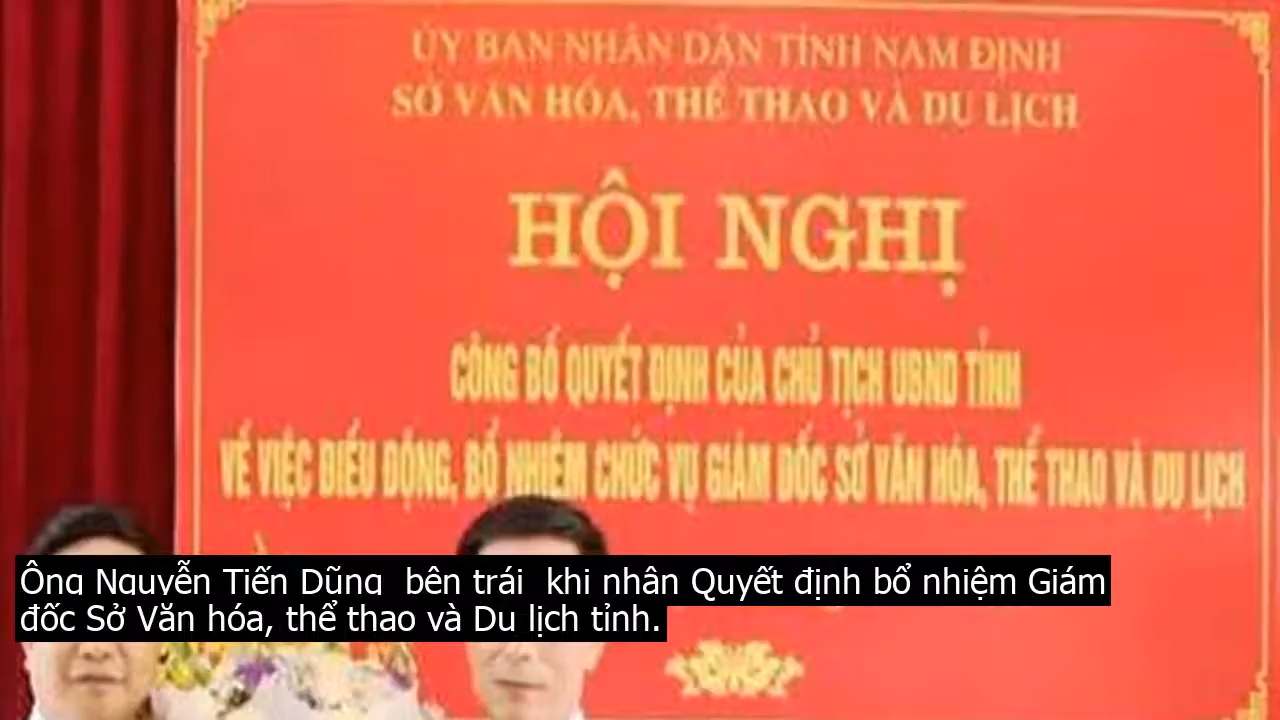 ỦY BAN NHÂN DÂN TỈNH NAM ĐỊNH
SỞ VĂN HÓA, THỂ THAO VÀ DU LỊCH
HỘI NGHỊ
CÔNG BỐ QUYẾT ĐỊNH CỦA CHỦ TỊCH UBND TỈNH
VỀ VIỆC ĐIỀU ĐỘNG, BỔ NHIỆM CHỨC VỤ GIÁM ĐỐC SỞ VĂN HÓA, THỂ THAO VÀ DU LỊCH
Ông Nguyễn Tiến Dũng bên trái khi nhân Quyết định bổ nhiệm Giám
đốc Sở Văn hóa, thể thao và Du lịch tỉnh.